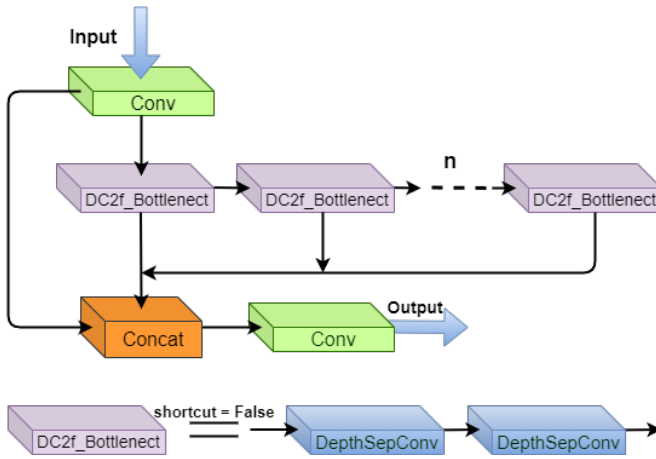 Input
Conv
n
DC2f_Bottlenect
DC2f_Bottlenect
DC2f_Bottlenect
Output
Concat
Conv
shortcut = False
DC2f_Bottlenect
DepthSepConv
DepthSepConv